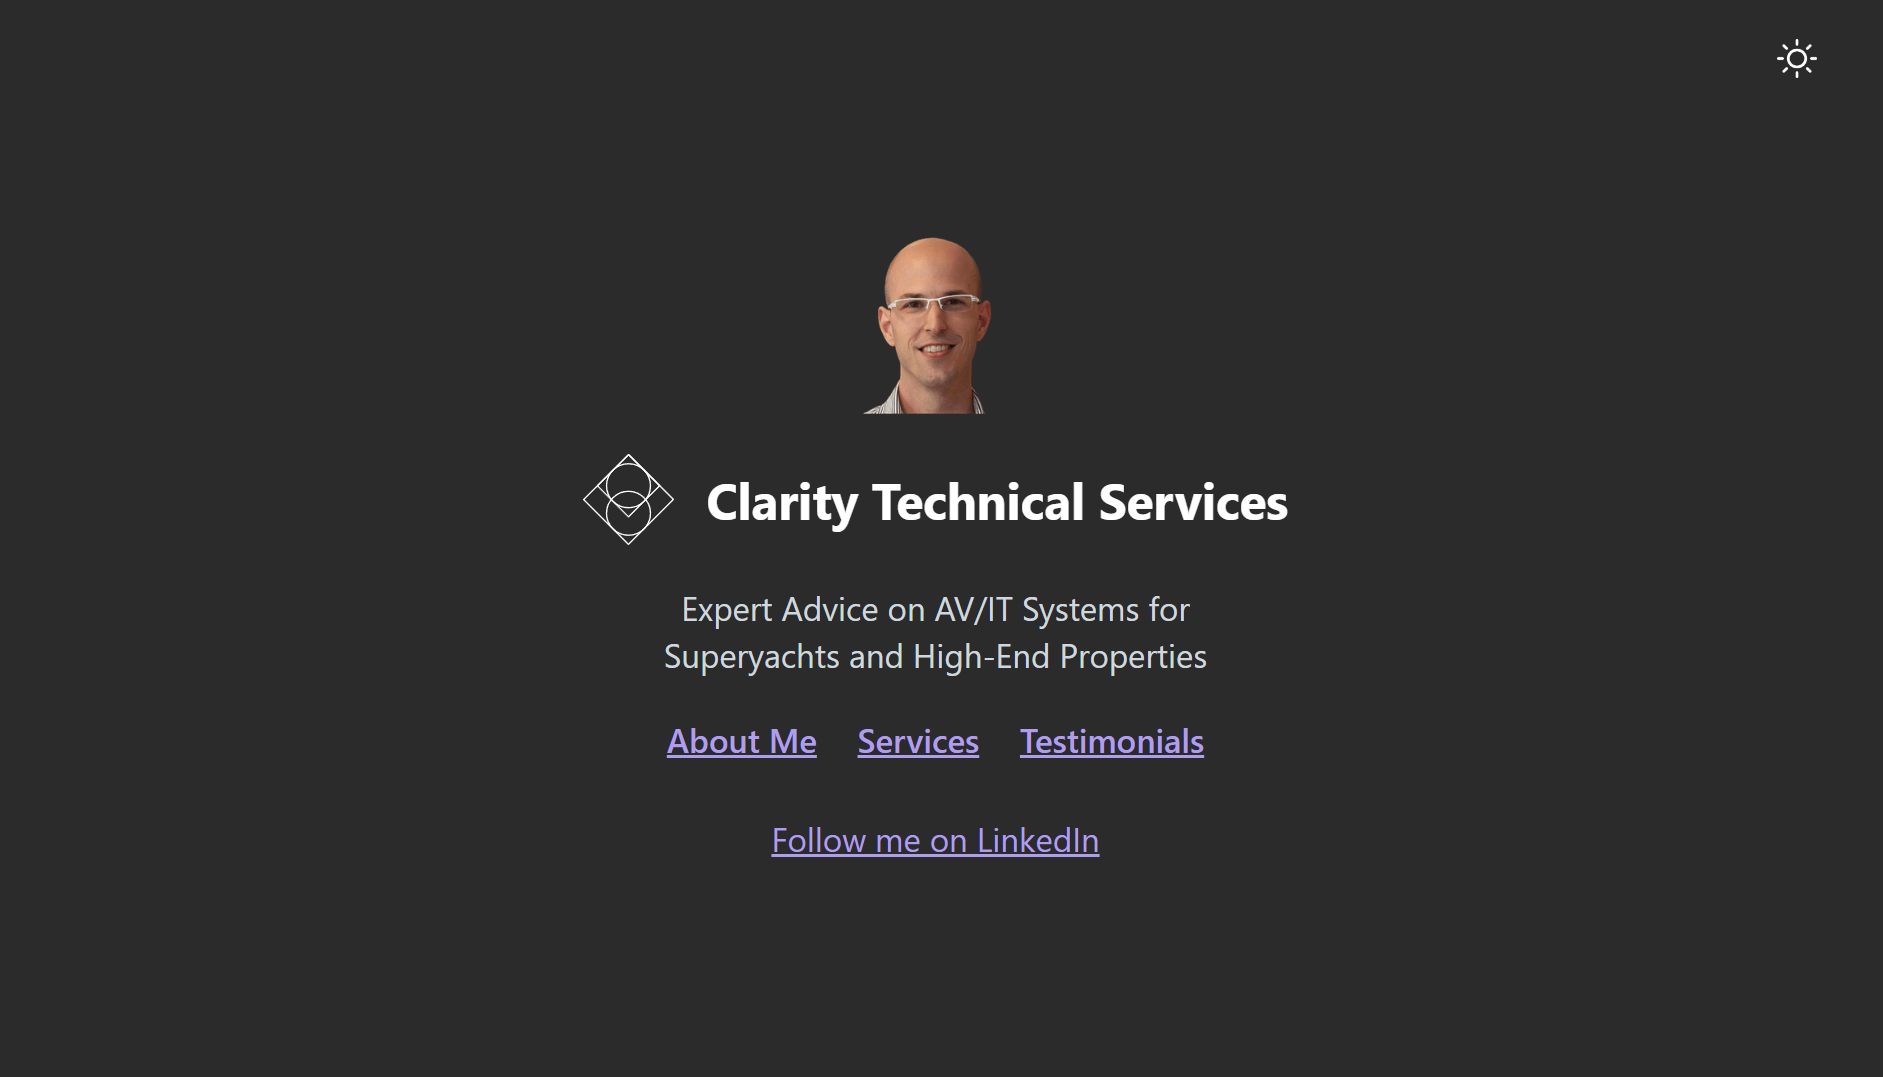 Clarity Technical Services
Expert Advice on AV/IT Systems for
Superyachts and High-End Properties
About Me Services Testimonials
Follow me on LinkedIn